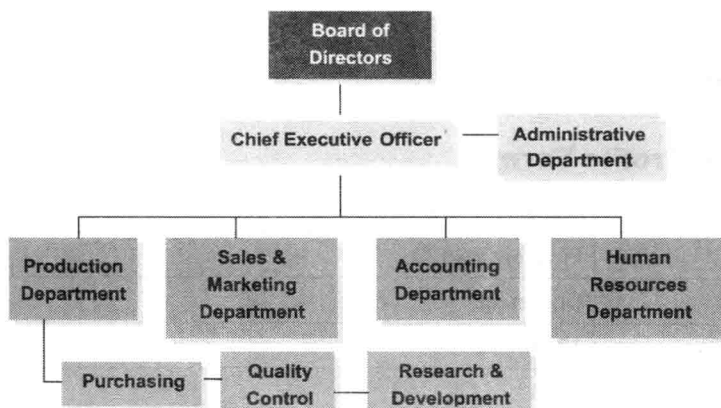 Board of
Directors
Chief Executive Officer
Administrative
Department
Production
Department
Sales &
Marketing
Department
Accounting
Department
Human
Resources
Department
Purchasing
Quality
Control
Research &
Development